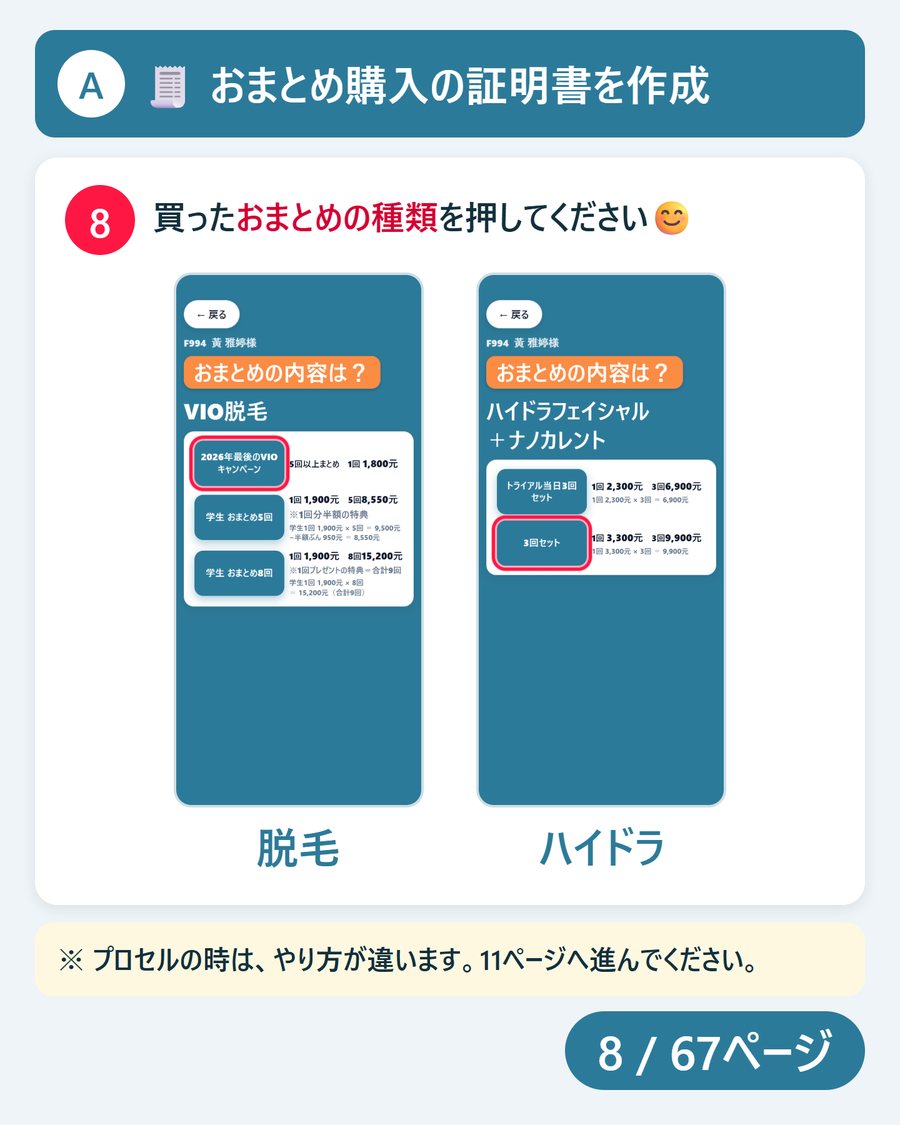 A おまとめ購入の証明書を作成
8 買ったおまとめの種類を押してください
← 戻る
F994 黃 雅婷様
おまとめの内容は？
VIO脱毛
2026年最後のVIO
キャンペーン
5回以上まとめ 1回 1,800元
学生 おまとめ5回
1回 1,900元 5回8,550元
※1回分半額の特典
学生1回 1,900元 × 5回 = 9,500元
−半額ぶん 950元 = 8,550元
学生 おまとめ8回
1回 1,900元 8回15,200元
※1回プレゼントの特典＝合計9回
学生1回 1,900元 × 8回
= 15,200元（合計9回）
脱毛
← 戻る
F994 黃 雅婷様
おまとめの内容は？
ハイドラフェイシャル
＋ナノカレント
トライアル当日3回
セット
1回 2,300元 3回6,900元
1回 2,300元 × 3回 = 6,900元
3回セット
1回 3,300元 3回9,900元
1回 3,300元 × 3回 = 9,900元
ハイドラ
※ プロセルの時は、やり方が違います。11ページへ進んでください。
8 / 67ページ